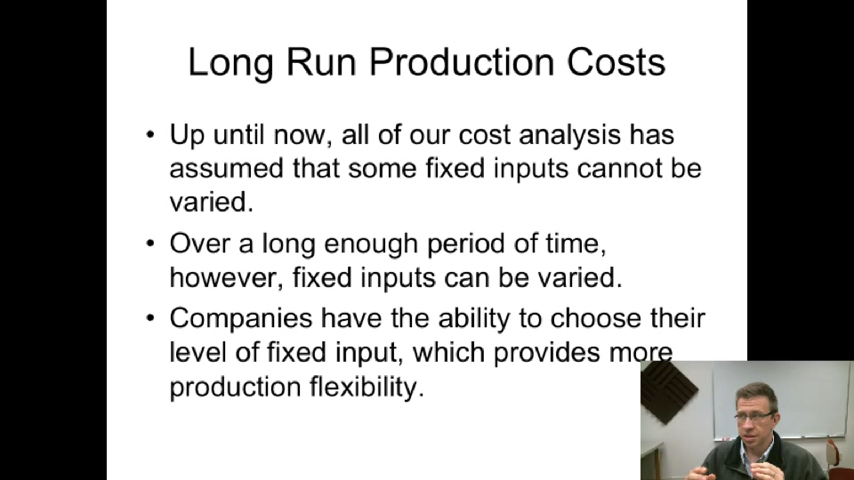 Long Run Production Costs
• Up until now, all of our cost analysis has
assumed that some fixed inputs cannot be
varied.
• Over a long enough period of time,
however, fixed inputs can be varied.
• Companies have the ability to choose their
level of fixed input, which provides more
production flexibility.